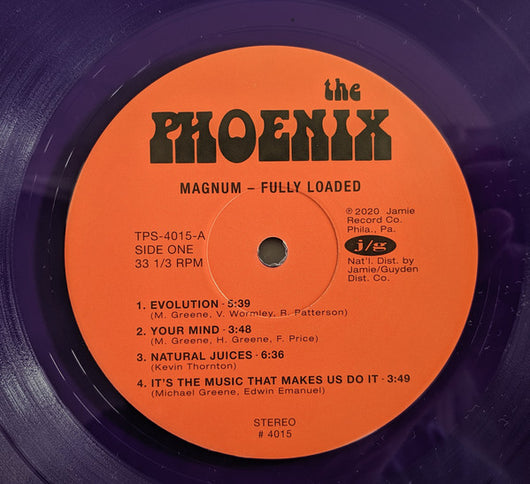 the
PHOENIX
MAGNUM – FULLY LOADED
TPS-4015-A
SIDE ONE
33 1/3 RPM
℗2020 Jamie
Record Co.
Phila., Pa.
j/g
Nat'l. Dist. by
Jamie/Guyden
Dist. Co.
1. EVOLUTION · 5:39
(M. Greene, V. Wormley, R. Patterson)
2. YOUR MIND · 3:48
(M. Greene, H. Greene, F. Price)
3. NATURAL JUICES · 6:36
(Kevin Thornton)
4. IT'S THE MUSIC THAT MAKES US DO IT · 3:49
(Michael Greene, Edwin Emanuel)
STEREO
# 4015